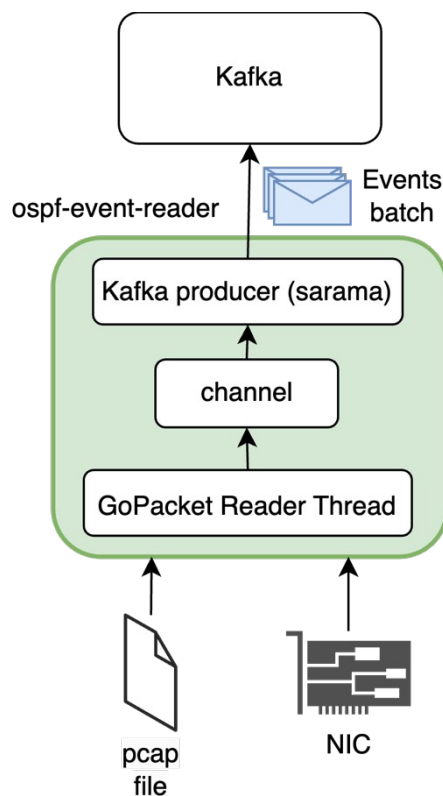 Kafka
Events
batch
ospf-event-reader
Kafka producer (sarama)
channel
GoPacket Reader Thread
pcap
file
NIC